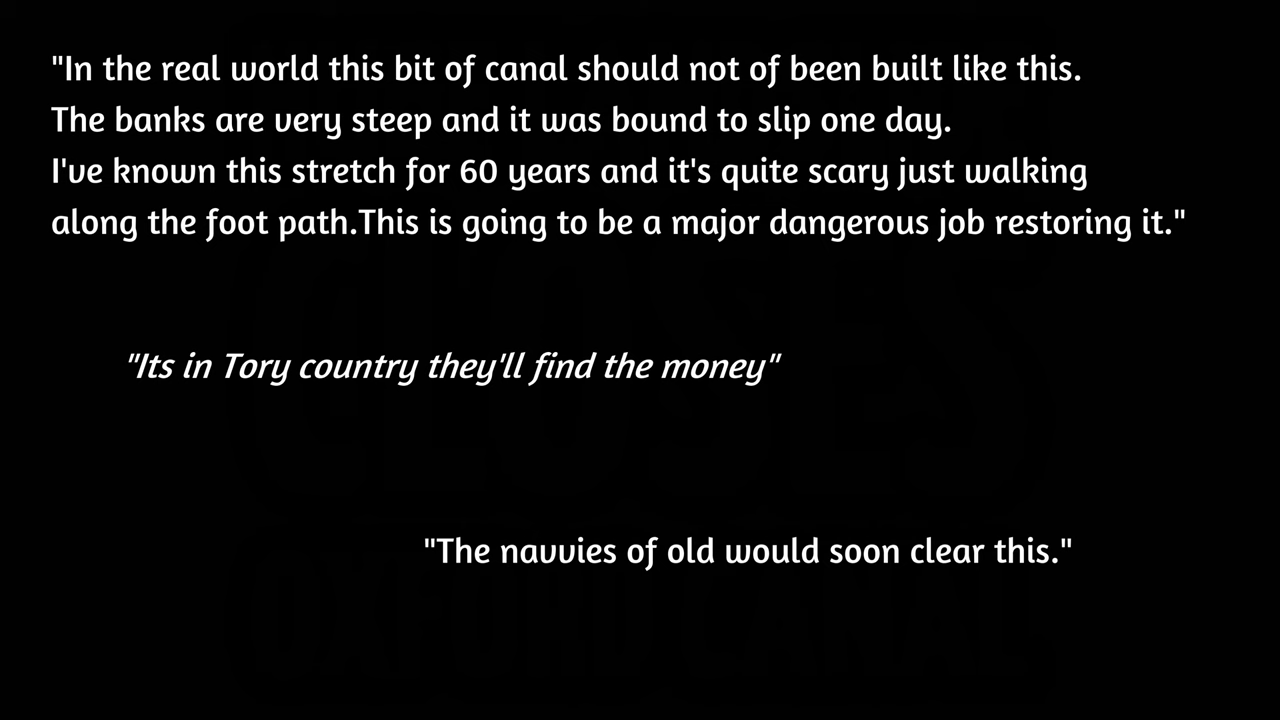 "In the real world this bit of canal should not of been built like this.
The banks are very steep and it was bound to slip one day.
I've known this stretch for 60 years and it's quite scary just walking
along the foot path.This is going to be a major dangerous job restoring it."
"Its in Tory country they'll find the money"
"The navvies of old would soon clear this."